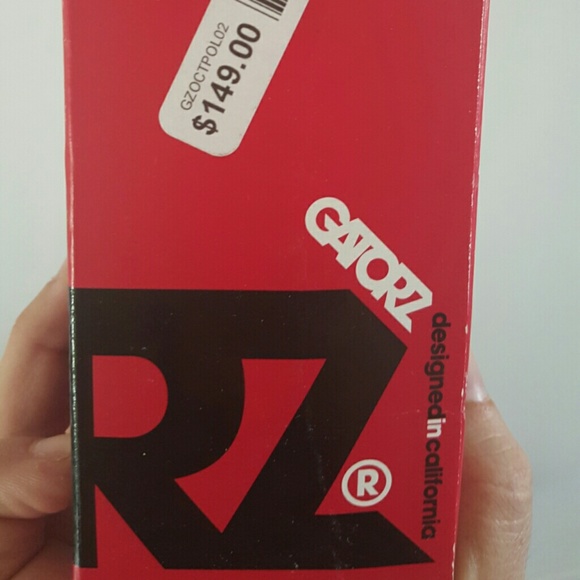 GZOCTPOL02
$149.00
GATORZ
designedincalifornia
RZ
®